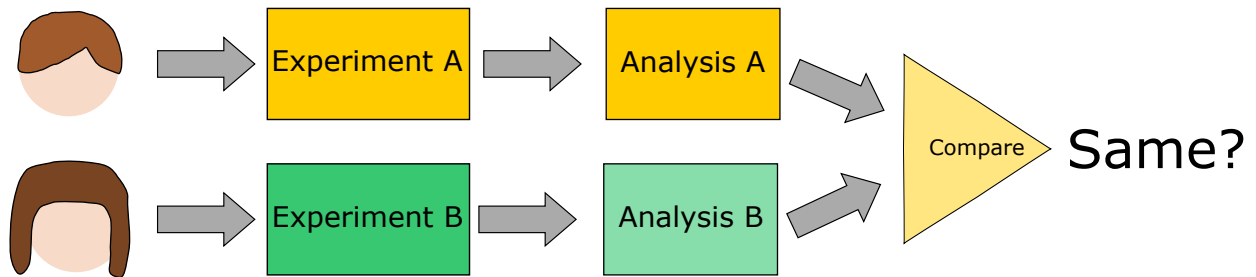 Experiment A
Analysis A
Compare
Same?
Experiment B
Analysis B